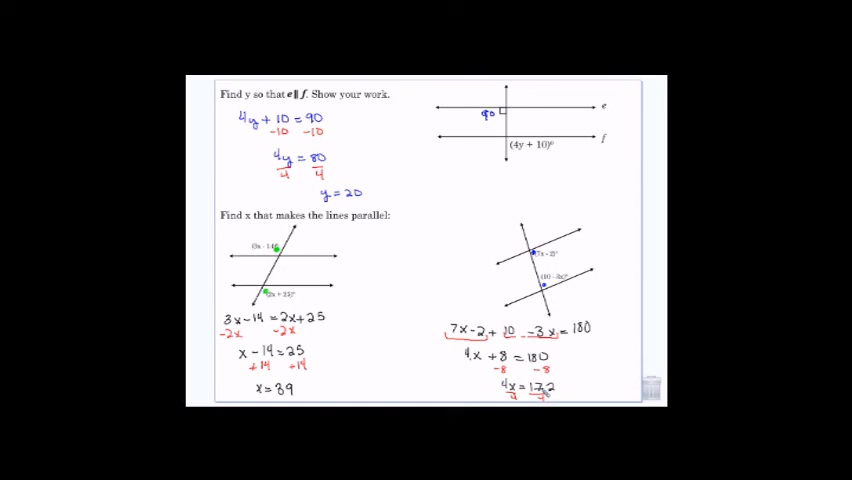 Find y so that e ∥ f. Show your work.
e
90
f
(4y + 10)°
4y + 10 = 90
-10 -10
4y = 80
4 4
y = 20
Find x that makes the lines parallel:
(3x - 14)°
(2x + 25)°
3x - 14 = 2x + 25
-2x -2x
x - 14 = 25
+14 +14
x = 39
(7x - 2)°
(10 - 3x)°
7x - 2 + 10 - 3x = 180
4x + 8 = 180
-8 -8
4x = 172
4 4